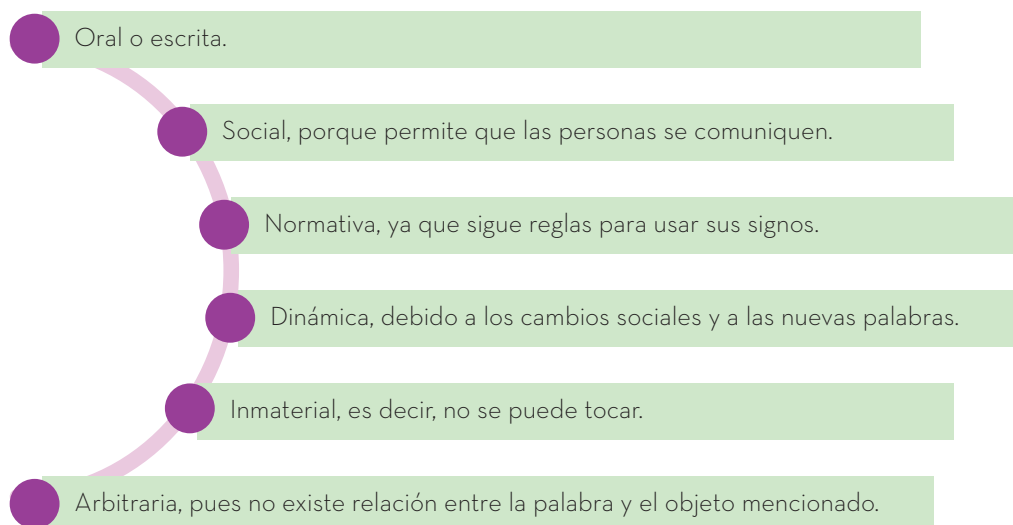 Oral o escrita.
Social, porque permite que las personas se comuniquen.
Normativa, ya que sigue reglas para usar sus signos.
Dinámica, debido a los cambios sociales y a las nuevas palabras.
Inmaterial, es decir, no se puede tocar.
Arbitraria, pues no existe relación entre la palabra y el objeto mencionado.